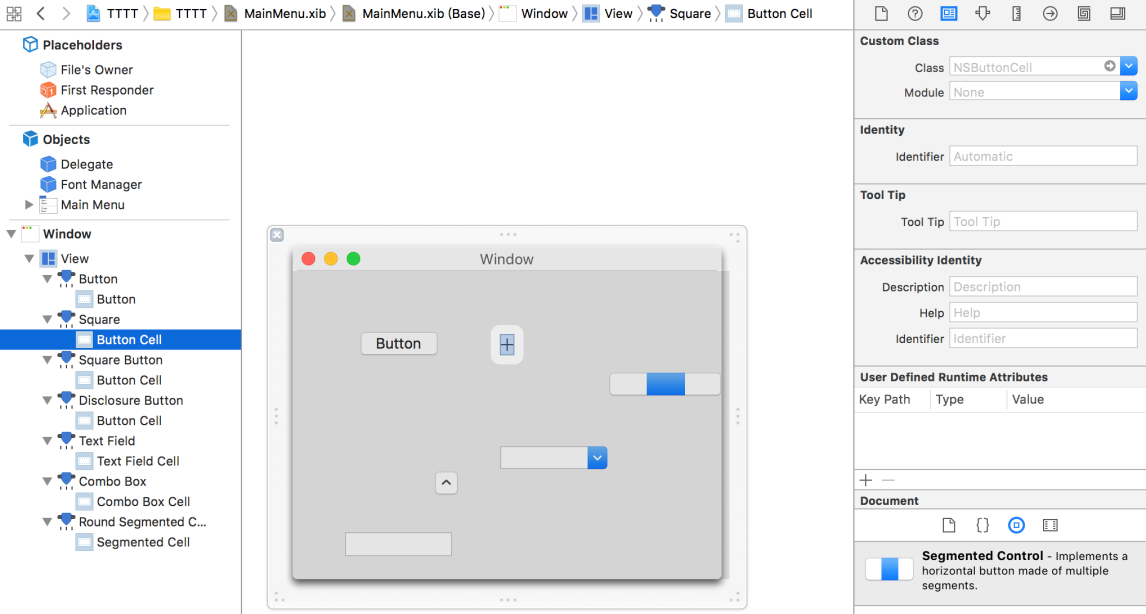 TTTT TTTT MainMenu.xib MainMenu.xib (Base) Window View Square Button Cell
Placeholders
File's Owner
First Responder
Application
Objects
Delegate
Font Manager
Main Menu
Window
View
Button
Button
Square
Button Cell
Square Button
Button Cell
Disclosure Button
Button Cell
Text Field
Text Field Cell
Combo Box
Combo Box Cell
Round Segmented C...
Segmented Cell
Window
Button
Custom Class
Class NSButtonCell
Module None
Identity
Identifier Automatic
Tool Tip
Tool Tip Tool Tip
Accessibility Identity
Description Description
Help Help
Identifier Identifier
User Defined Runtime Attributes
Key Path Type Value
Document
Segmented Control - Implements a
horizontal button made of multiple
segments.